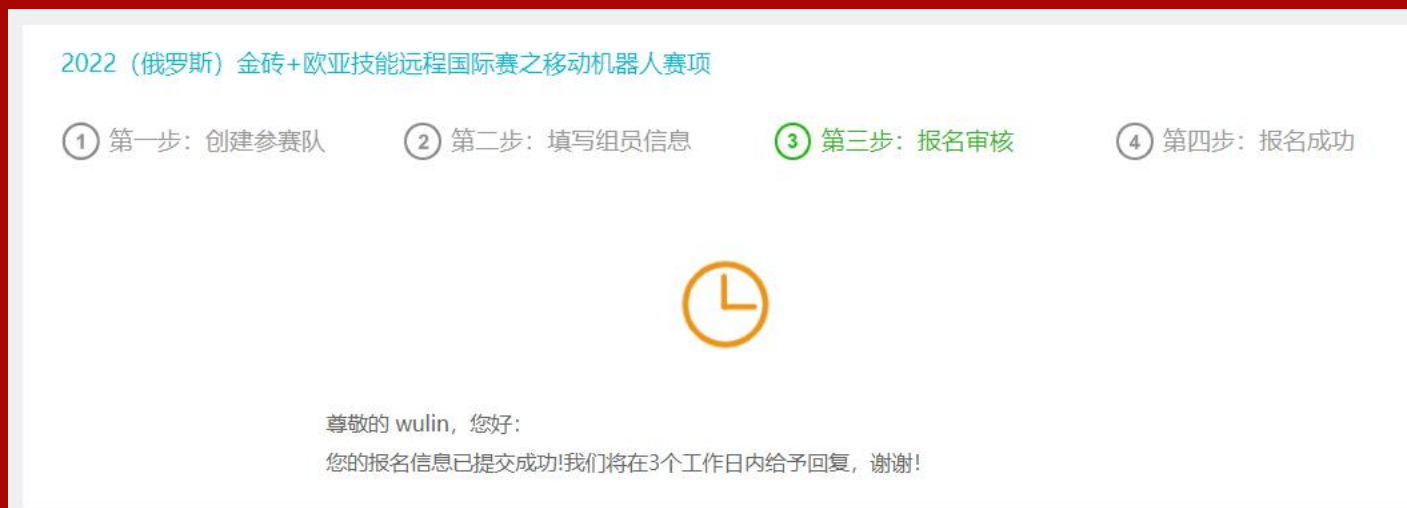 2022（俄罗斯）金砖+欧亚技能远程国际赛之移动机器人赛项
1 第一步：创建参赛队 2 第二步：填写组员信息 3 第三步：报名审核 4 第四步：报名成功
尊敬的 wulin，您好：
您的报名信息已提交成功!我们将在3个工作日内给予回复，谢谢！